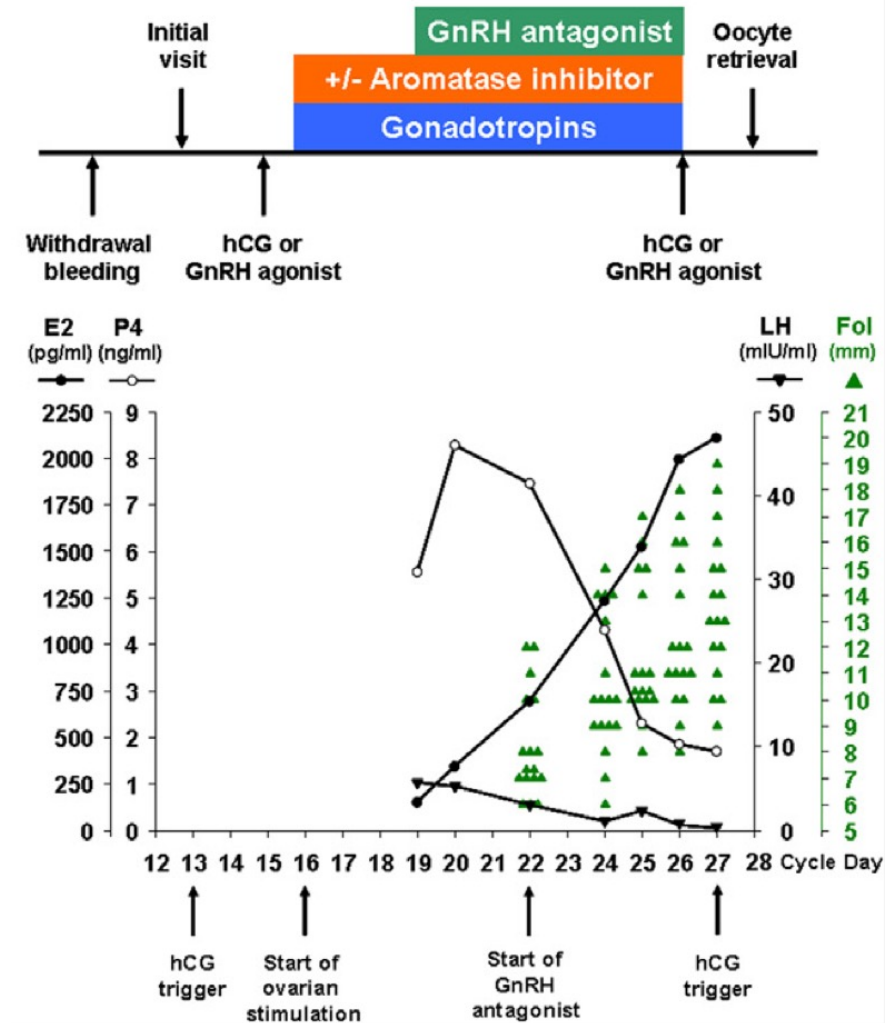 Initial
visit
GnRH antagonist
Oocyte
retrieval
+/- Aromatase inhibitor
Gonadotropins
Withdrawal
bleeding
hCG or
GnRH agonist
hCG or
GnRH agonist
E2
(pg/ml)
P4
(ng/ml)
LH
(mIU/ml)
Fol
(mm)
2250
2000
1750
1500
1250
1000
750
500
250
0
9
8
7
6
5
4
3
2
1
0
50
40
30
20
10
0
21
20
19
18
17
16
15
14
13
12
11
10
9
8
7
6
5
12 13 14 15 16 17 18 19 20 21 22 23 24 25 26 27 28 Cycle Day
hCG
trigger
Start of
ovarian
stimulation
Start of
GnRH
antagonist
hCG
trigger